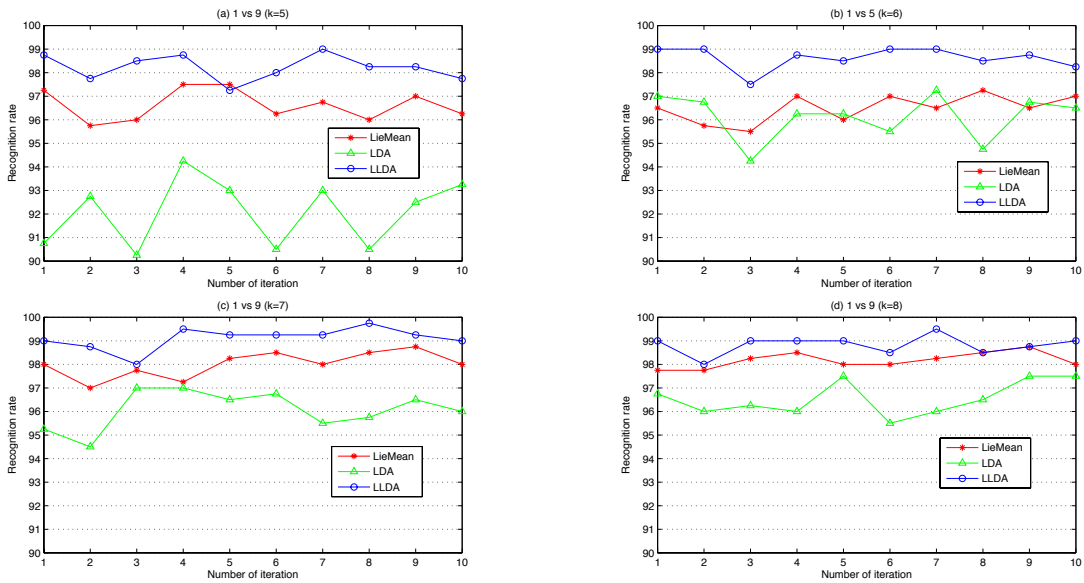 (a) 1 vs 9 (k=5)
100
99
98
97
96
95
94
93
92
91
90
Recognition rate
1 2 3 4 5 6 7 8 9 10
Number of iteration
LieMean
LDA
LLDA
(b) 1 vs 5 (k=6)
100
99
98
97
96
95
94
93
92
91
90
Recognition rate
1 2 3 4 5 6 7 8 9 10
Number of iteration
LieMean
LDA
LLDA
(c) 1 vs 9 (k=7)
100
99
98
97
96
95
94
93
92
91
90
Recognition rate
1 2 3 4 5 6 7 8 9 10
Number of iteration
LieMean
LDA
LLDA
(d) 1 vs 9 (k=8)
100
99
98
97
96
95
94
93
92
91
90
Recognition rate
1 2 3 4 5 6 7 8 9 10
Number of iteration
LieMean
LDA
LLDA